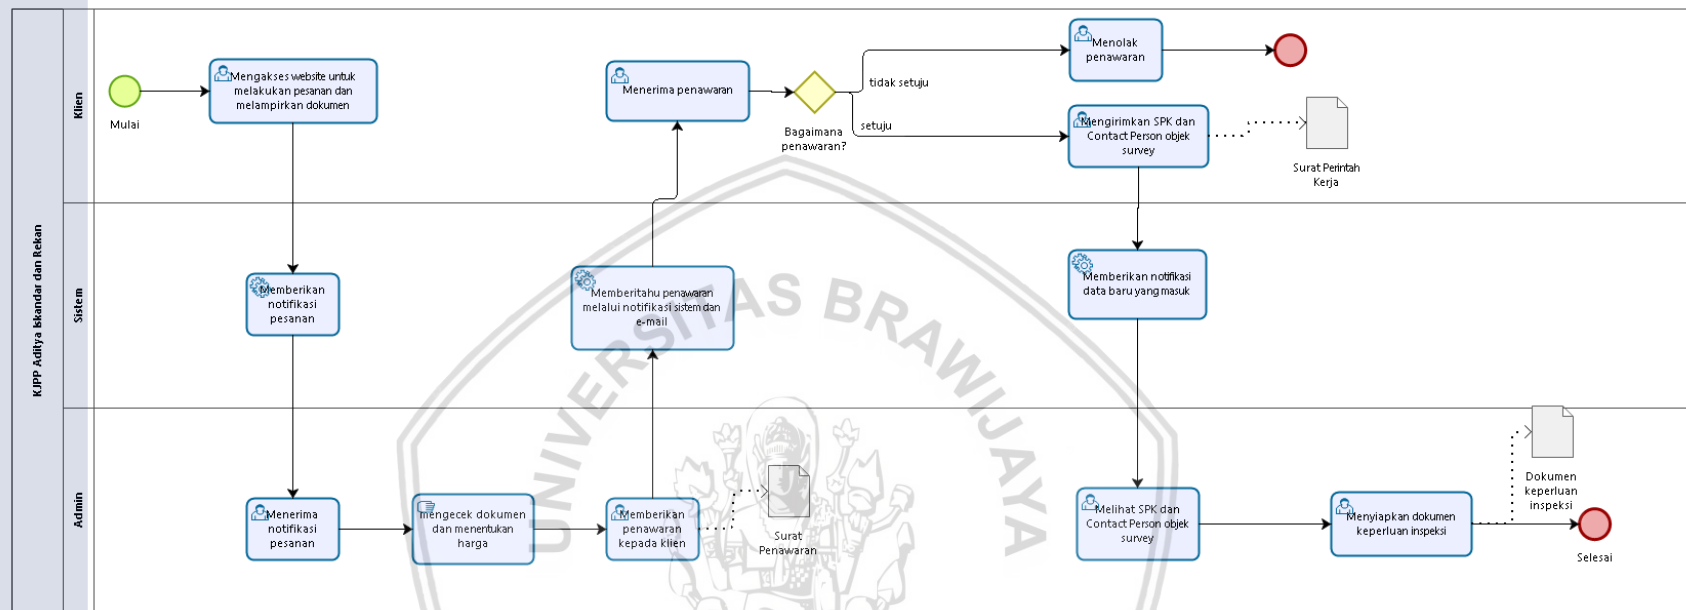 KJPP Aditya Iskandar dan Rekan
Klien
Mulai
Mengakses website untuk
melakukan pesanan dan
melampirkan dokumen
Menerima penawaran
Bagaimana
penawaran?
tidak setuju
setuju
Menolak
penawaran
Mengirimkan SPK dan
Contact Person objek
survey
Surat Perintah
Kerja
Sistem
Memberikan
notifikasi
pesanan
Memberitahu penawaran
melalui notifikasi sistem dan
e-mail
Memberikan notifikasi
data baru yang masuk
Admin
Menerima
notifikasi
pesanan
mengecek dokumen
dan menentukan
harga
Memberikan
penawaran
kepada klien
Surat
Penawaran
Melihat SPK dan
Contact Person objek
survey
Menyiapkan dokumen
keperluan inspeksi
Dokumen
keperluan
inspeksi
Selesai
UNIVERSITAS BRAWIJAYA